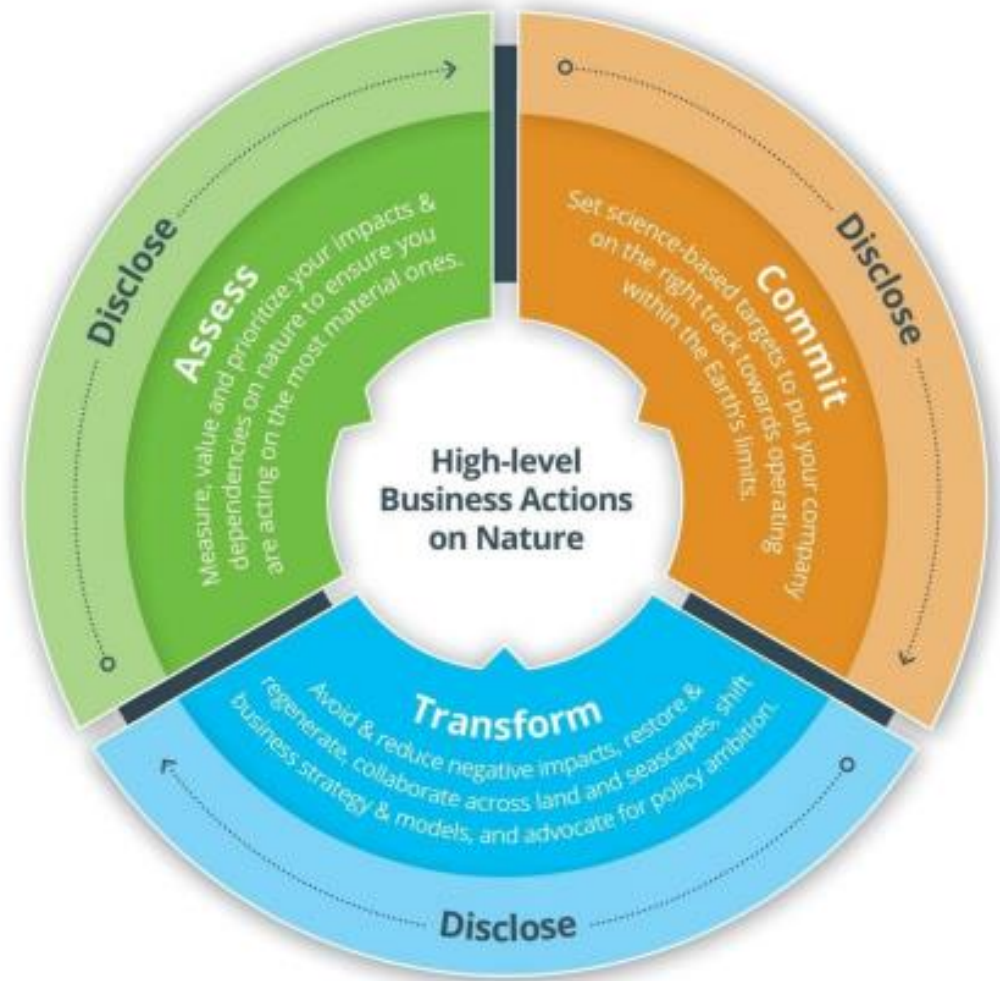 Disclose
Assess
Measure, value and prioritize your impacts &
dependencies on nature to ensure you
are acting on the most material ones.
Disclose
Commit
Set science-based targets to put your company
on the right track towards operating
within the Earth's limits.
High-level
Business Actions
on Nature
Transform
Avoid & reduce negative impacts, restore &
regenerate, collaborate across land and seascapes, shift
business strategy & models, and advocate for policy ambition.
Disclose